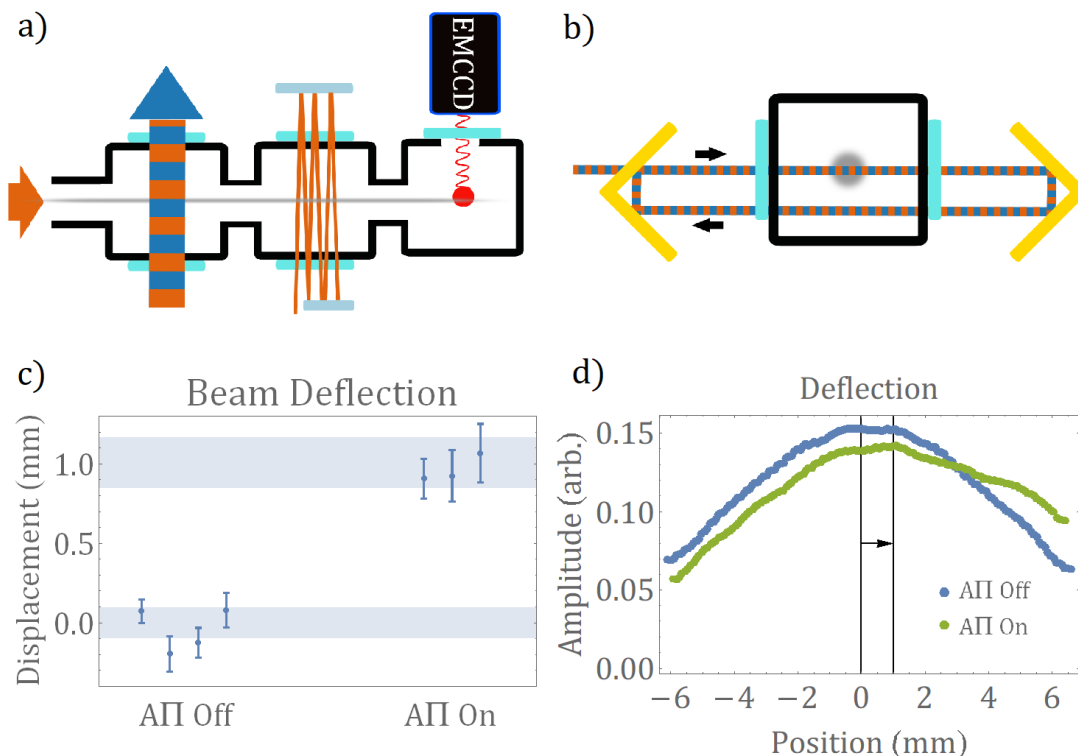 a)
EMCCD
b)
c)
Beam Deflection
Displacement (mm)
1.0
0.5
0.0
AΠ Off
AΠ On
d)
Deflection
Amplitude (arb.)
0.15
0.10
0.05
0.00
AΠ Off
AΠ On
−6 −4 −2 0 2 4 6
Position (mm)